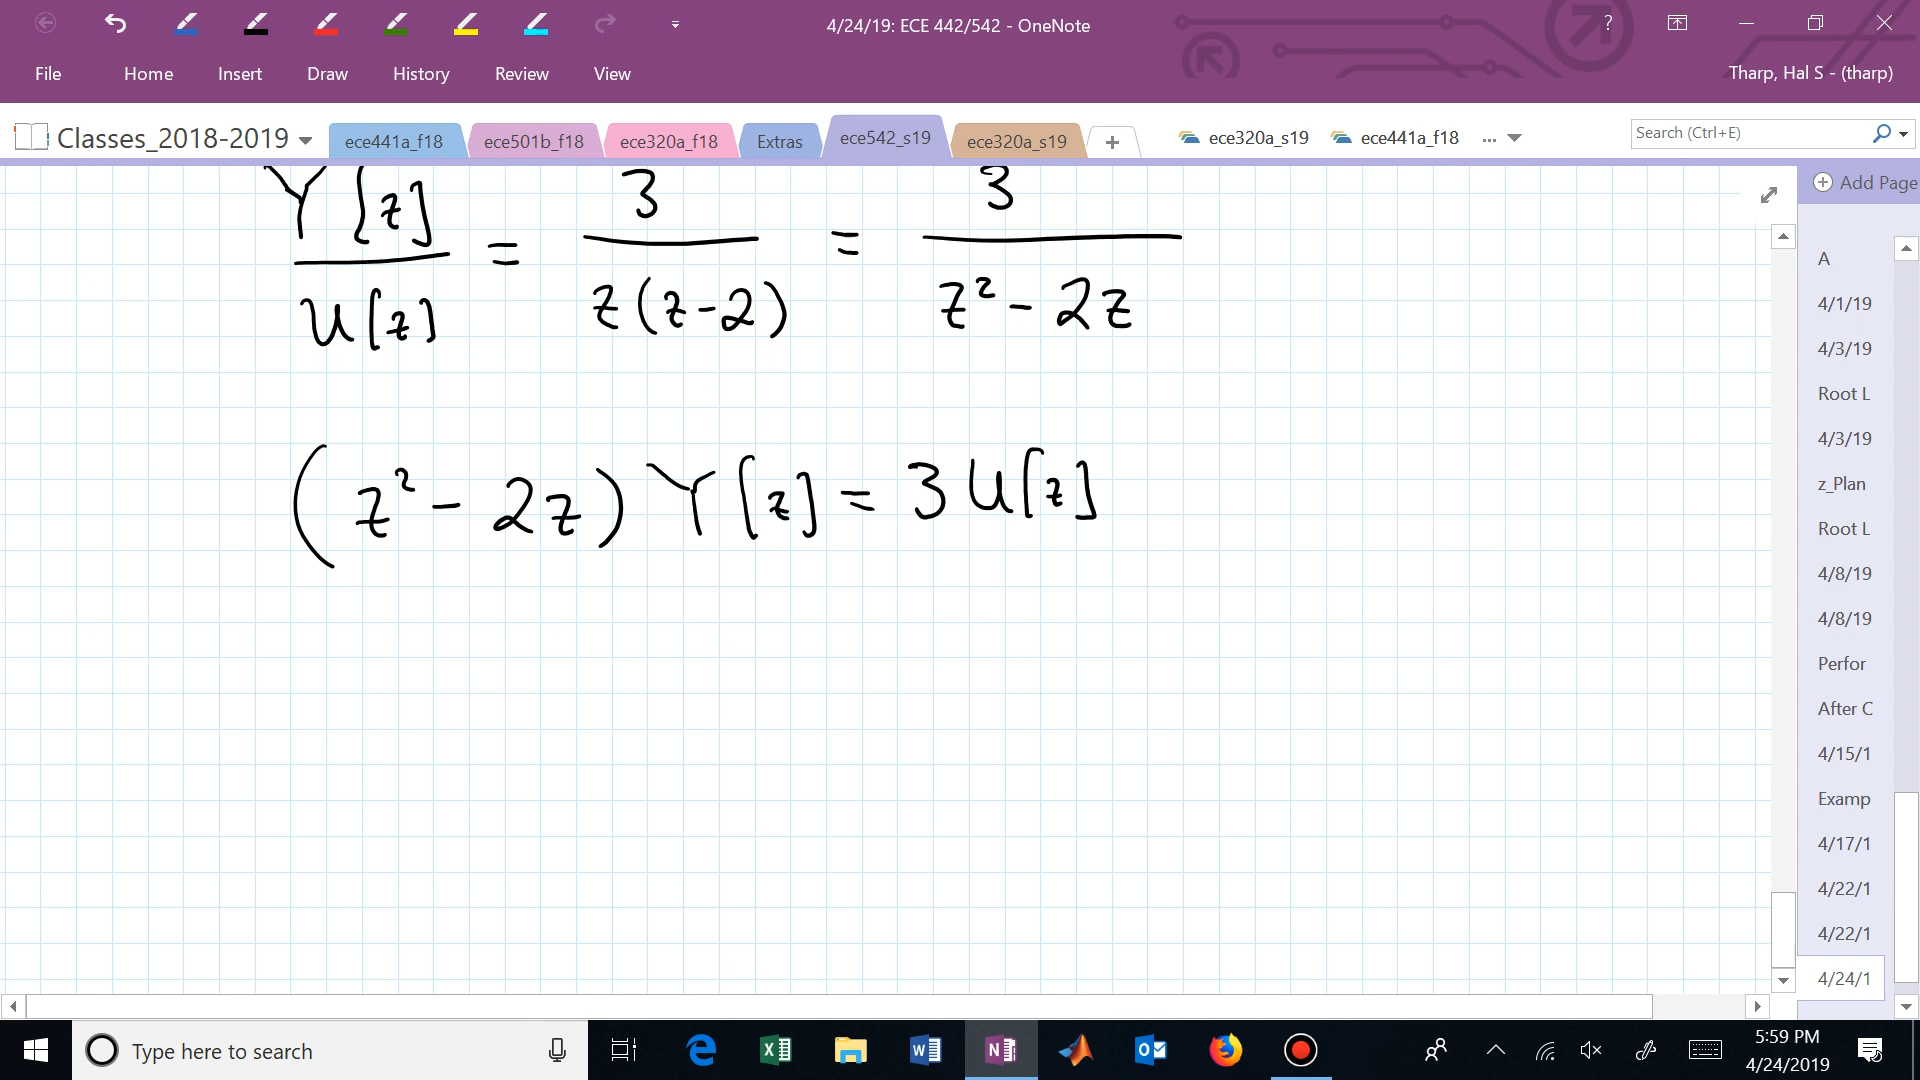 4/24/19: ECE 442/542 - OneNote
?
File Home Insert Draw History Review View
Tharp, Hal S - (tharp)
Classes_2018-2019 ece441a_f18 ece501b_f18 ece320a_f18 Extras ece542_s19 ece320a_s19 + ece320a_s19 ece441a_f18 ...
Search (Ctrl+E)
Add Page
Y[z] / U[z] = 3 / z(z-2) = 3 / z² - 2z
(z² - 2z) Y[z] = 3 U[z]
A
4/1/19
4/3/19
Root L
4/3/19
z_Plan
Root L
4/8/19
4/8/19
Perfor
After C
4/15/1
Examp
4/17/1
4/22/1
4/22/1
4/24/1
Type here to search
5:59 PM
4/24/2019